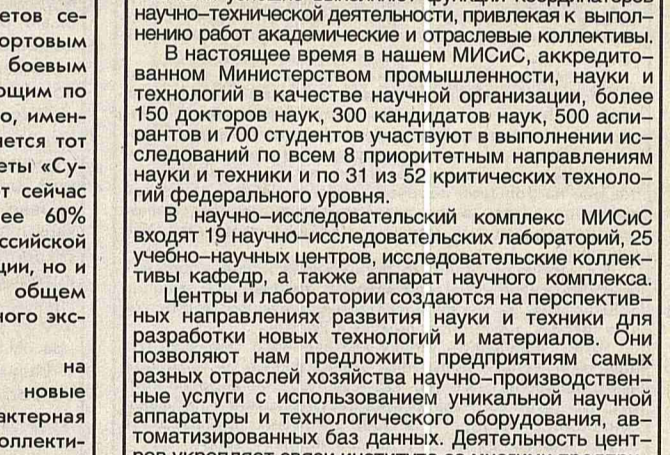 етов се-
ортовым
боевым
ющим по
о, имен-
яется тот
еты «Су-
т сейчас
ее 60%
ссийской
ции, но и
общем
ного экс-
на
новые
актерная
оллекти-
научно–технической деятельности, привлекая к выпол-
нению работ академические и отраслевые коллективы.
В настоящее время в нашем МИСиС, аккредито-
ванном Министерством промышленности, науки и
технологий в качестве научной организации, более
150 докторов наук, 300 кандидатов наук, 500 аспи-
рантов и 700 студентов участвуют в выполнении ис-
следований по всем 8 приоритетным направлениям
науки и техники и по 31 из 52 критических техноло-
гий федерального уровня.
В научно–исследовательский комплекс МИСиС
входят 19 научно–исследовательских лабораторий, 25
учебно–научных центров, исследовательские коллек-
тивы кафедр, а также аппарат научного комплекса.
Центры и лаборатории создаются на перспектив-
ных направлениях развития науки и техники для
разработки новых технологий и материалов. Они
позволяют нам предложить предприятиям самых
разных отраслей хозяйства научно–производствен-
ные услуги с использованием уникальной научной
аппаратуры и технологического оборудования, ав-
томатизированных баз данных. Деятельность цент-